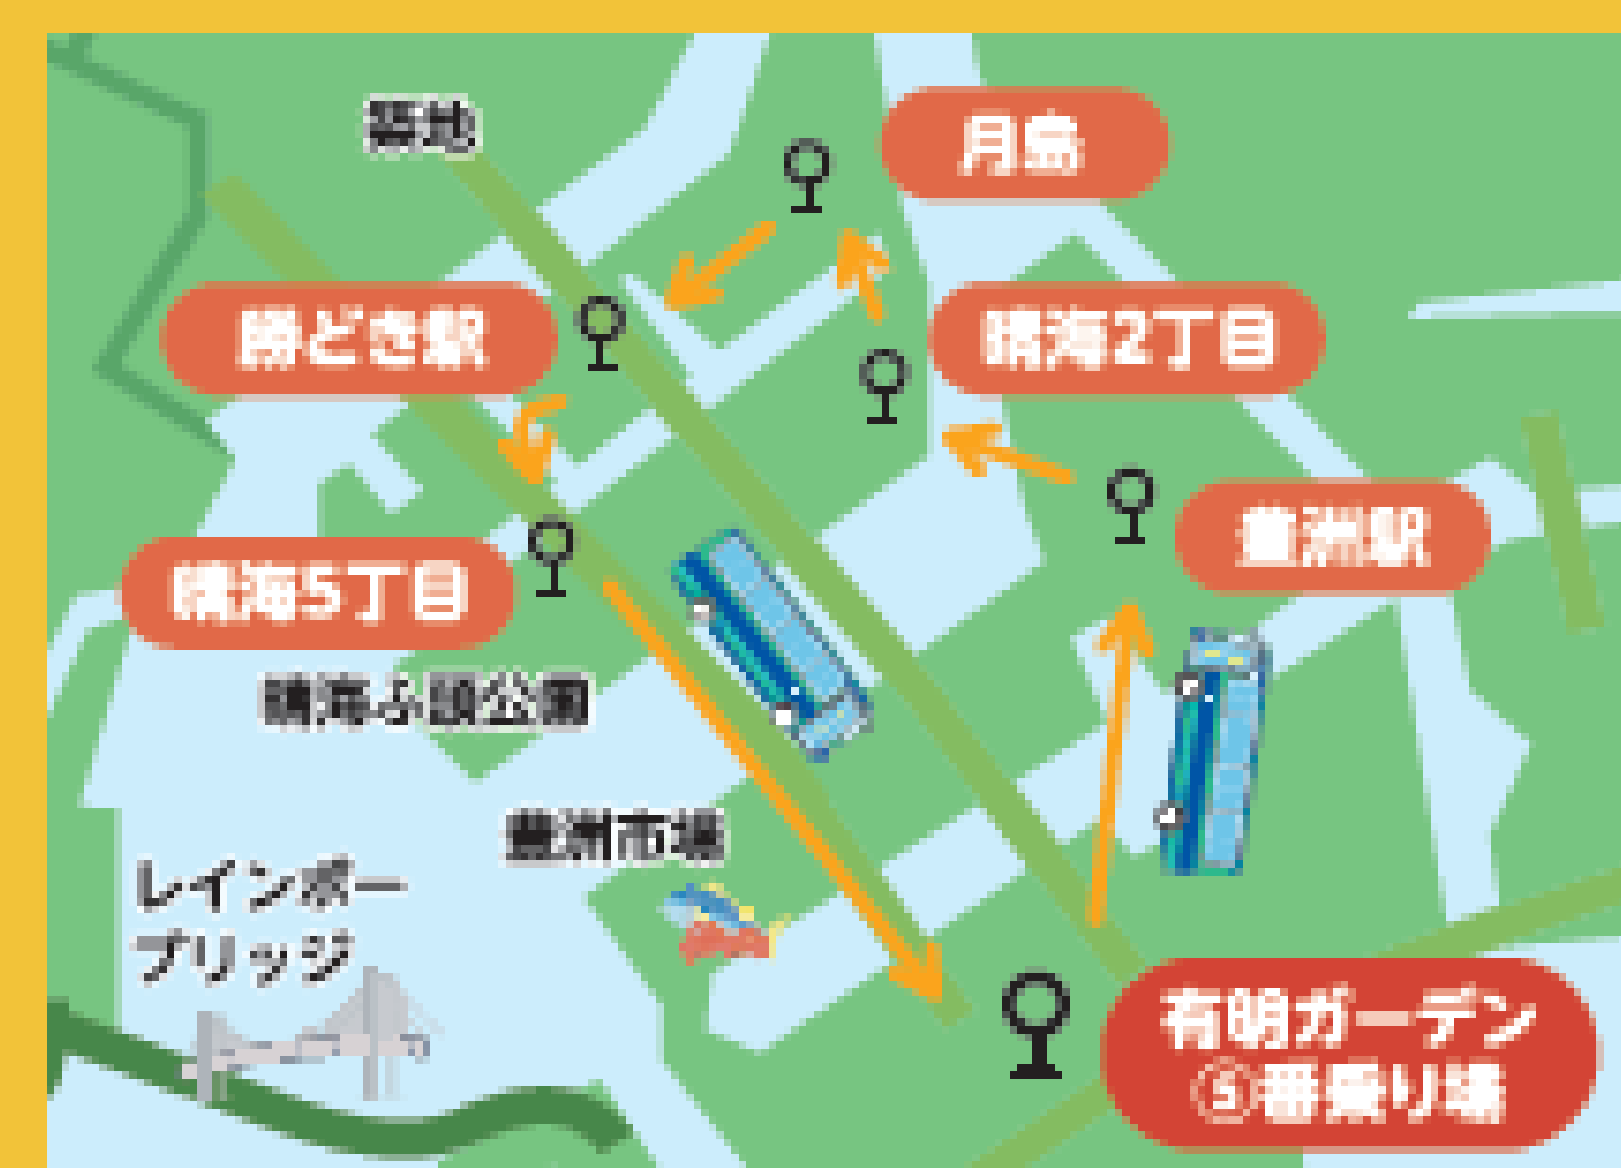 築地
月島
勝どき駅
晴海2丁目
豊洲駅
晴海5丁目
晴海ふ頭公園
豊洲市場
レインボー
ブリッジ
有明ガーデン
⑤番乗り場